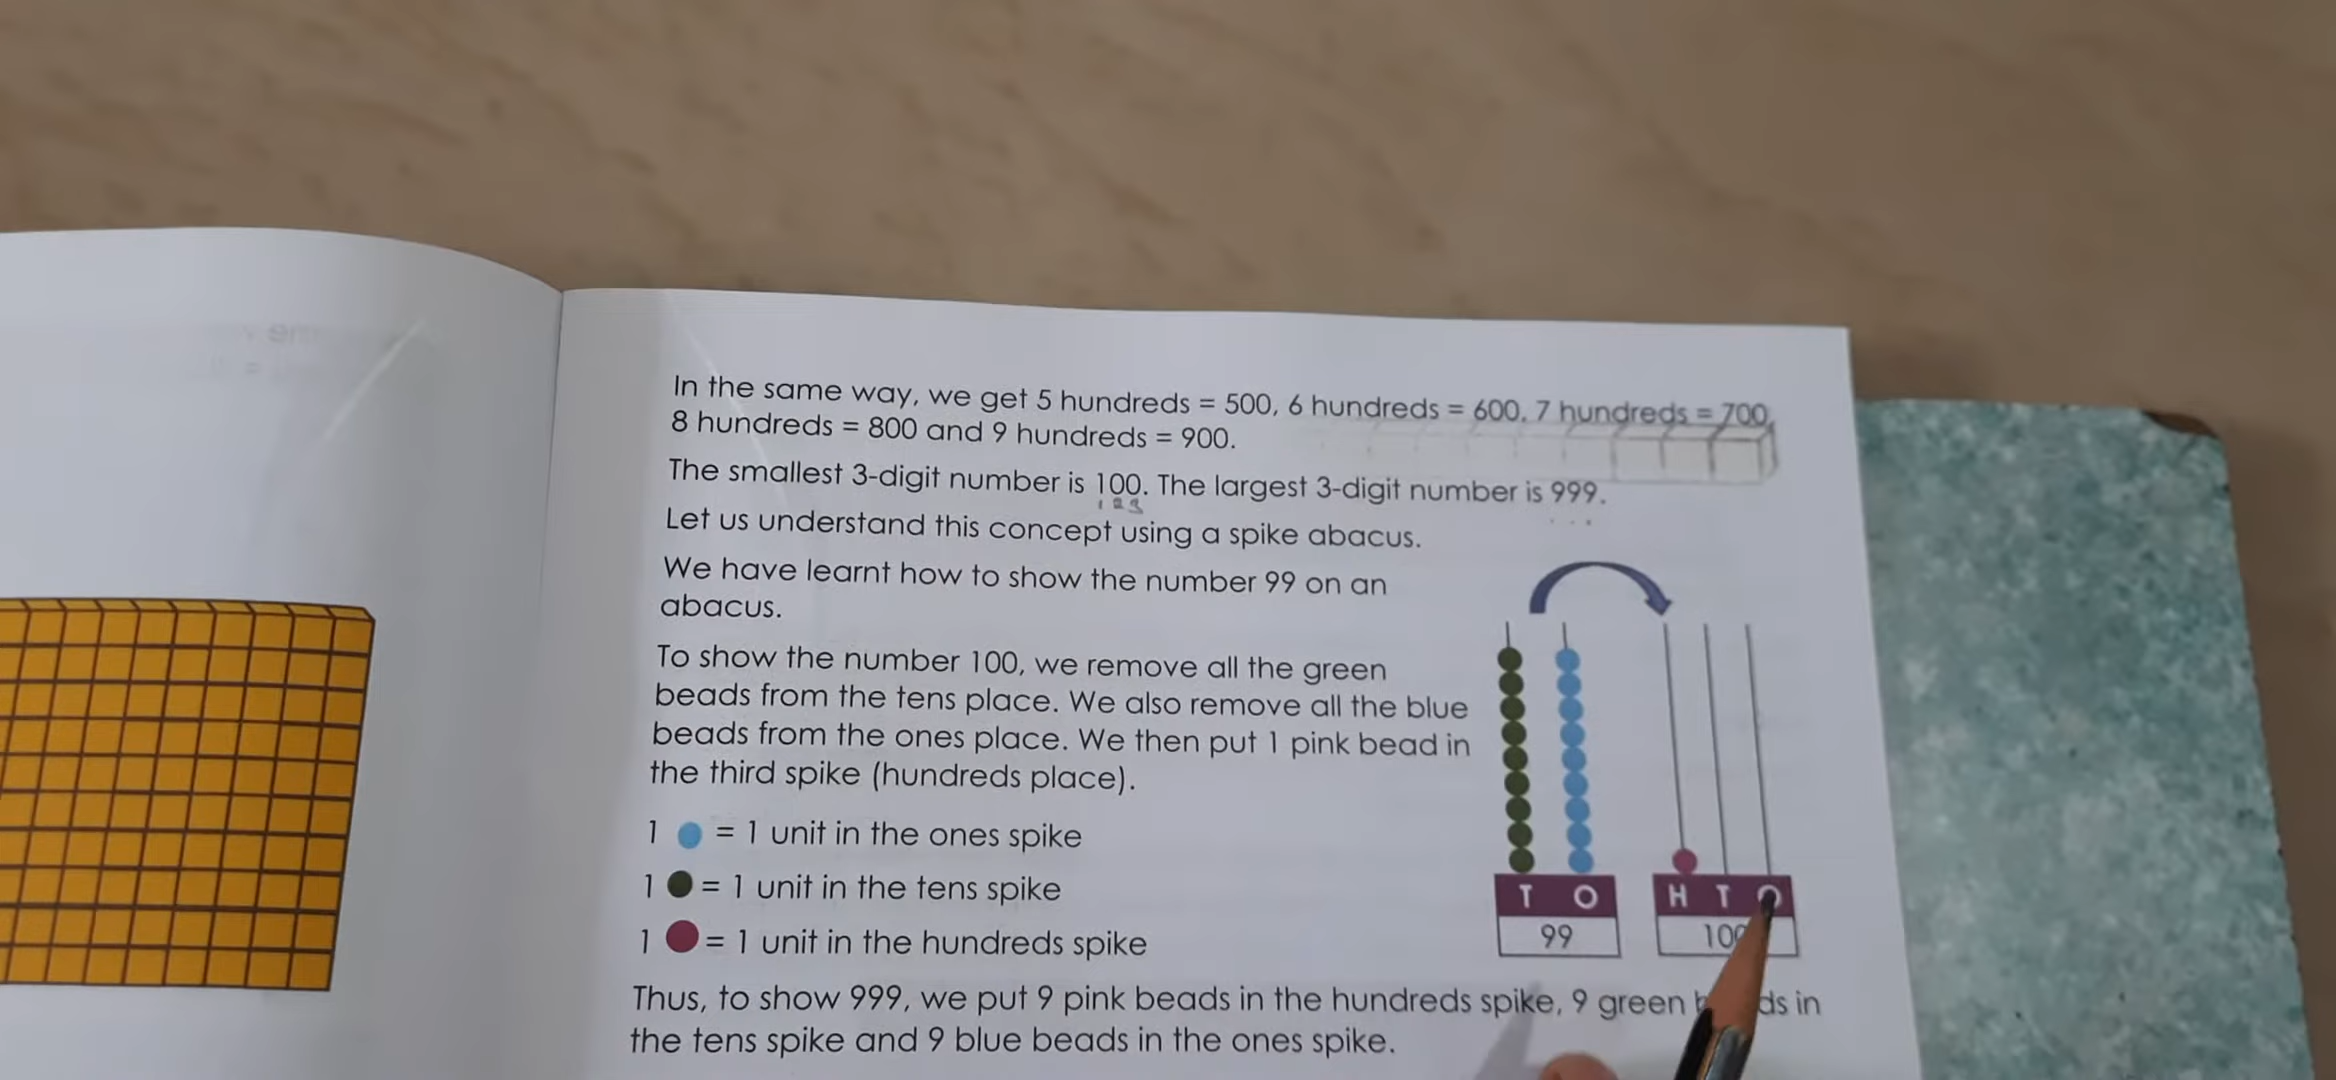 In the same way, we get 5 hundreds = 500, 6 hundreds = 600, 7 hundreds = 700,
8 hundreds = 800 and 9 hundreds = 900.
The smallest 3-digit number is 100. The largest 3-digit number is 999.
1 2 3
Let us understand this concept using a spike abacus.
We have learnt how to show the number 99 on an
abacus.
To show the number 100, we remove all the green
beads from the tens place. We also remove all the blue
beads from the ones place. We then put 1 pink bead in
the third spike (hundreds place).
1 = 1 unit in the ones spike
1 = 1 unit in the tens spike
1 = 1 unit in the hundreds spike
T O
99
H T O
100
Thus, to show 999, we put 9 pink beads in the hundreds spike, 9 green beads in
the tens spike and 9 blue beads in the ones spike.